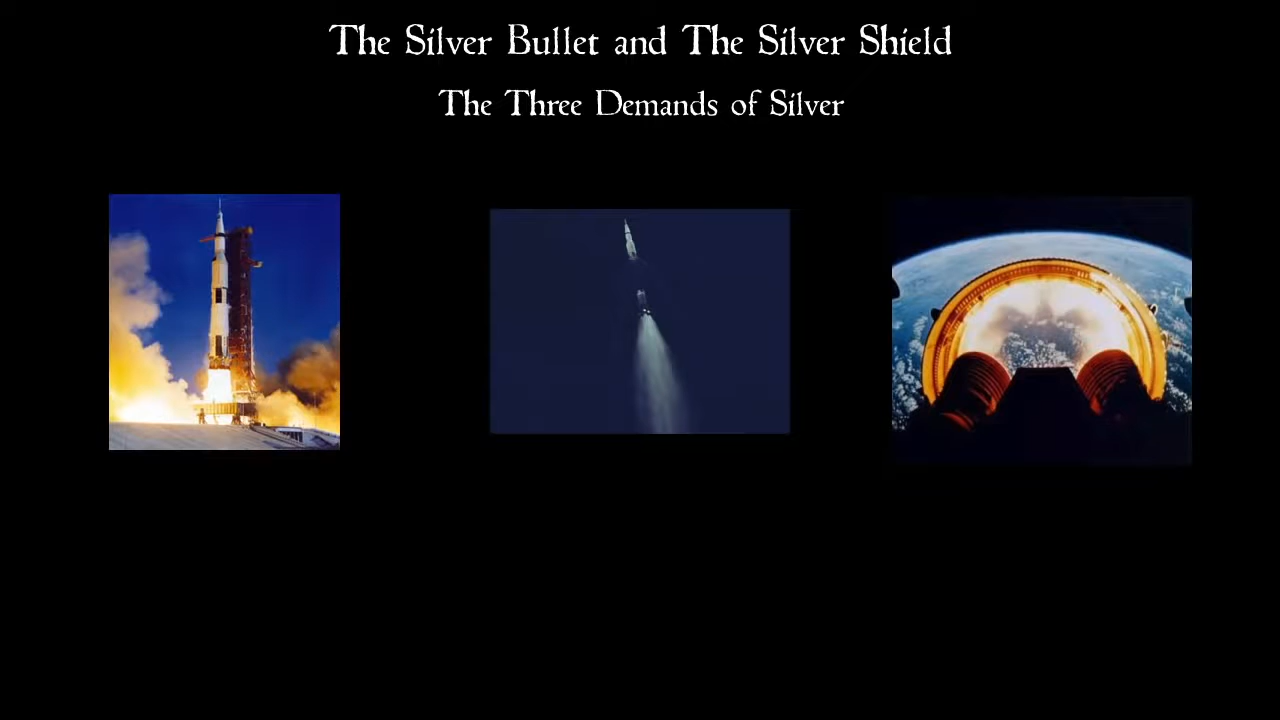 The Silver Bullet and The Silver Shield
The Three Demands of Silver